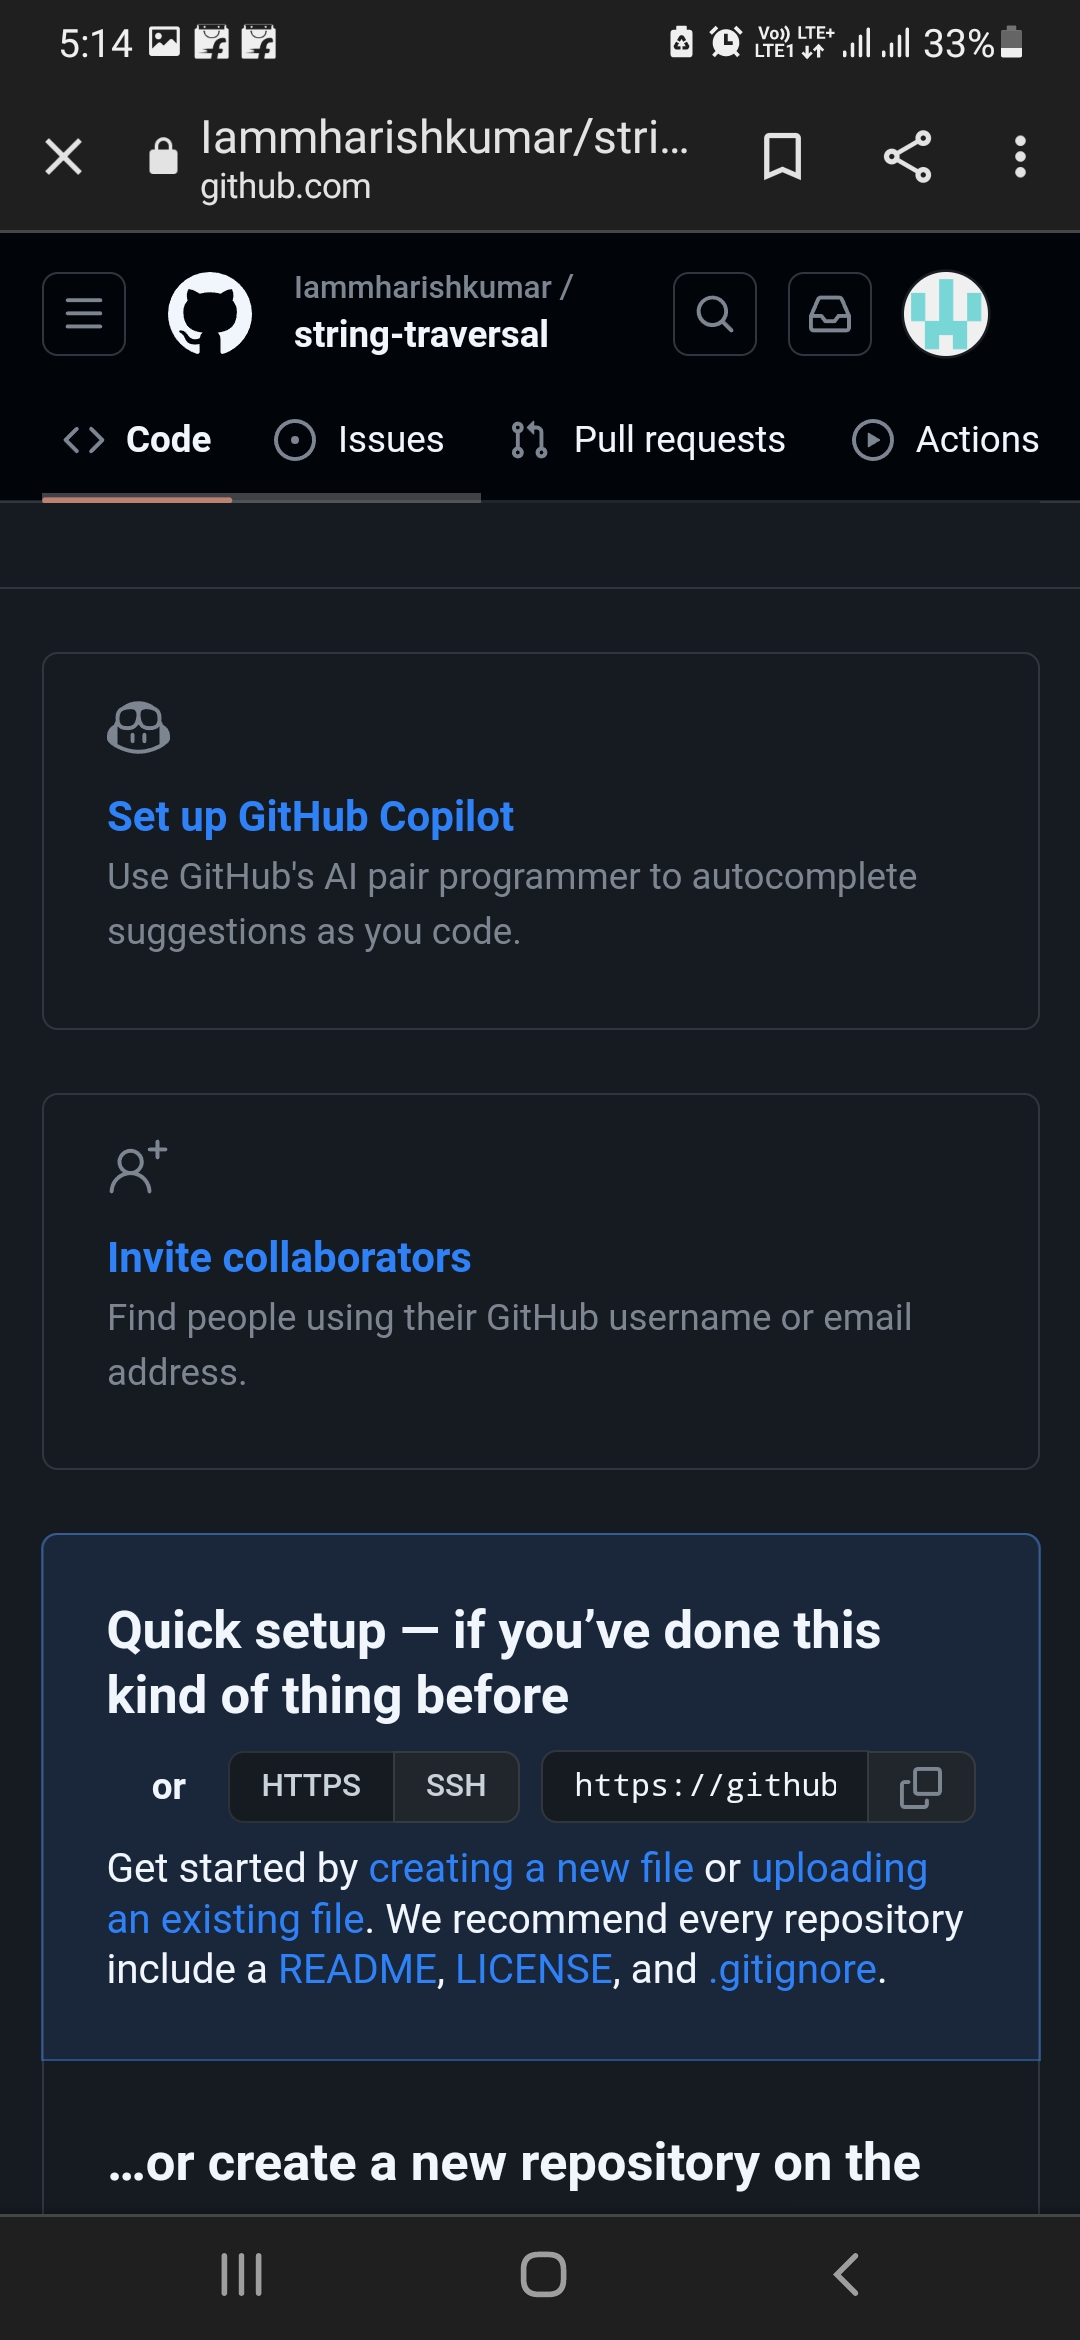 5:14
Vo)) LTE+
LTE1
33%
Iammharishkumar/stri...
github.com
Iammharishkumar /
string-traversal
Code
Issues
Pull requests
Actions
Set up GitHub Copilot
Use GitHub's AI pair programmer to autocomplete
suggestions as you code.
Invite collaborators
Find people using their GitHub username or email
address.
Quick setup — if you’ve done this
kind of thing before
or HTTPS SSH https://github
Get started by creating a new file or uploading
an existing file. We recommend every repository
include a README, LICENSE, and .gitignore.
…or create a new repository on the